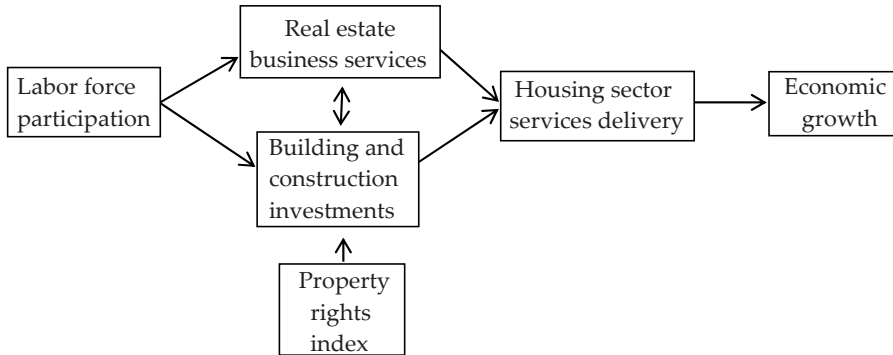 Real estate
business services
Labor force
participation
Housing sector
services delivery
Economic
growth
Building and
construction
investments
Property
rights
index